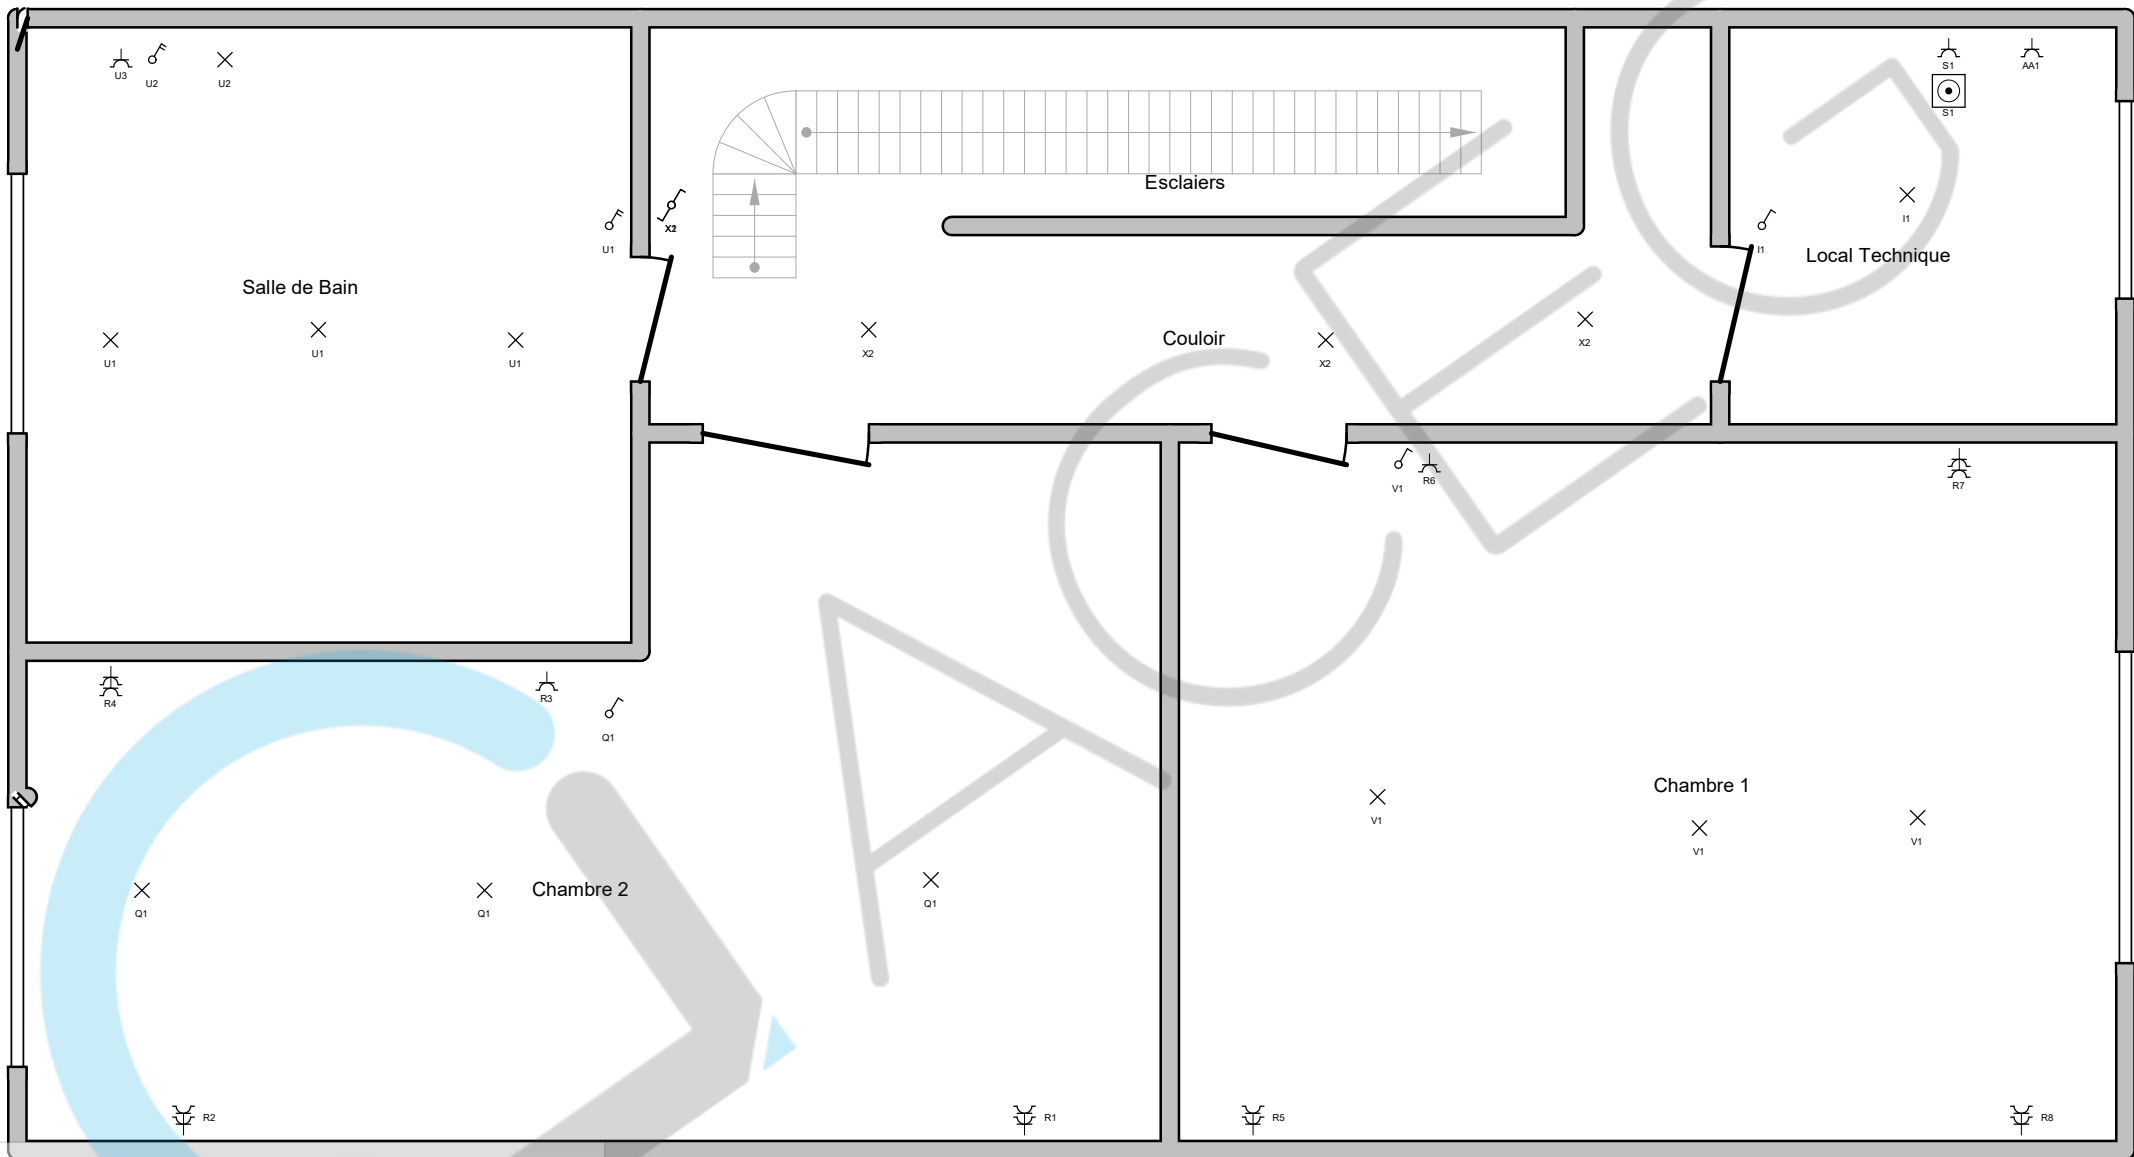 U3 U2 U2 S1 AA1
S1
Esclaiers
U1 X2 I1 I1
Local Technique
Salle de Bain
Couloir
U1 U1 U1 X2 X2 X2
V1 R6 R7
R4 R3
Q1
Chambre 1
V1 V1 V1
Chambre 2
Q1 Q1 Q1
R2 R1 R5 R8
CIACEC